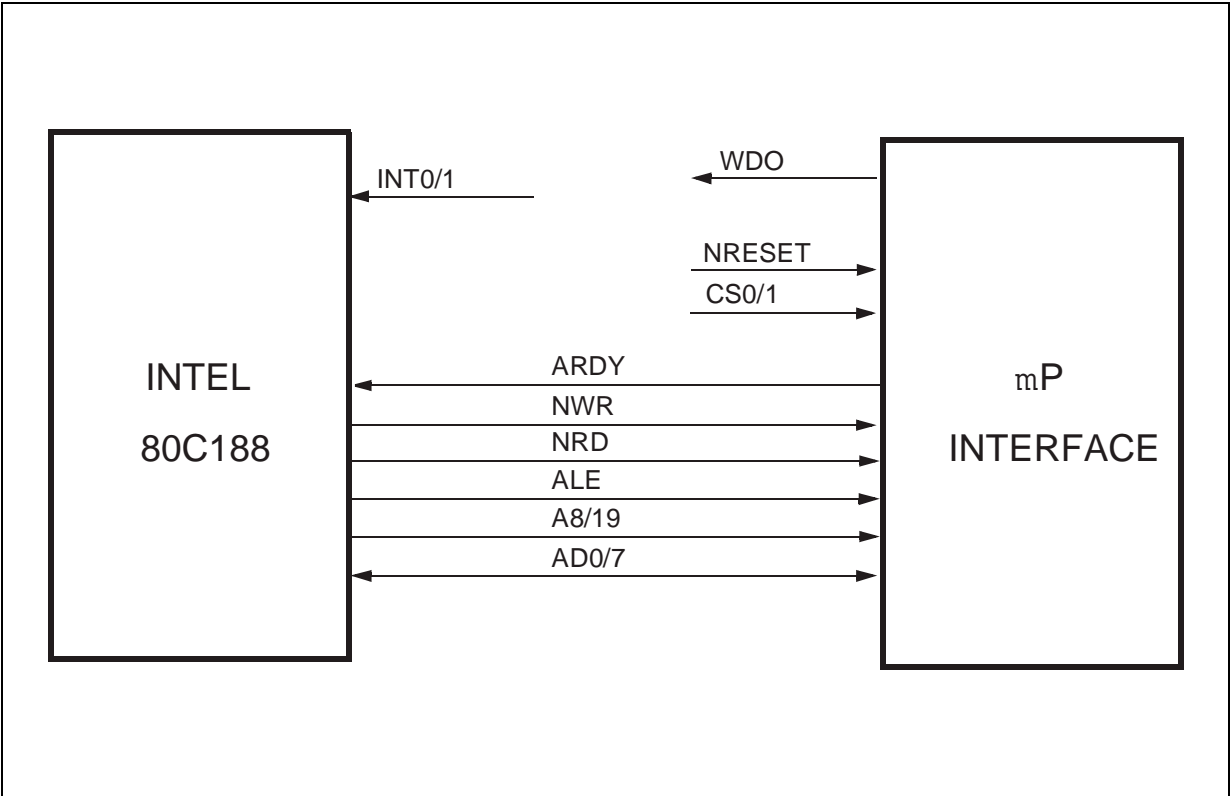 INT0/1
WDO
NRESET
CS0/1
INTEL
80C188
ARDY
NWR
NRD
ALE
A8/19
AD0/7
mP
INTERFACE